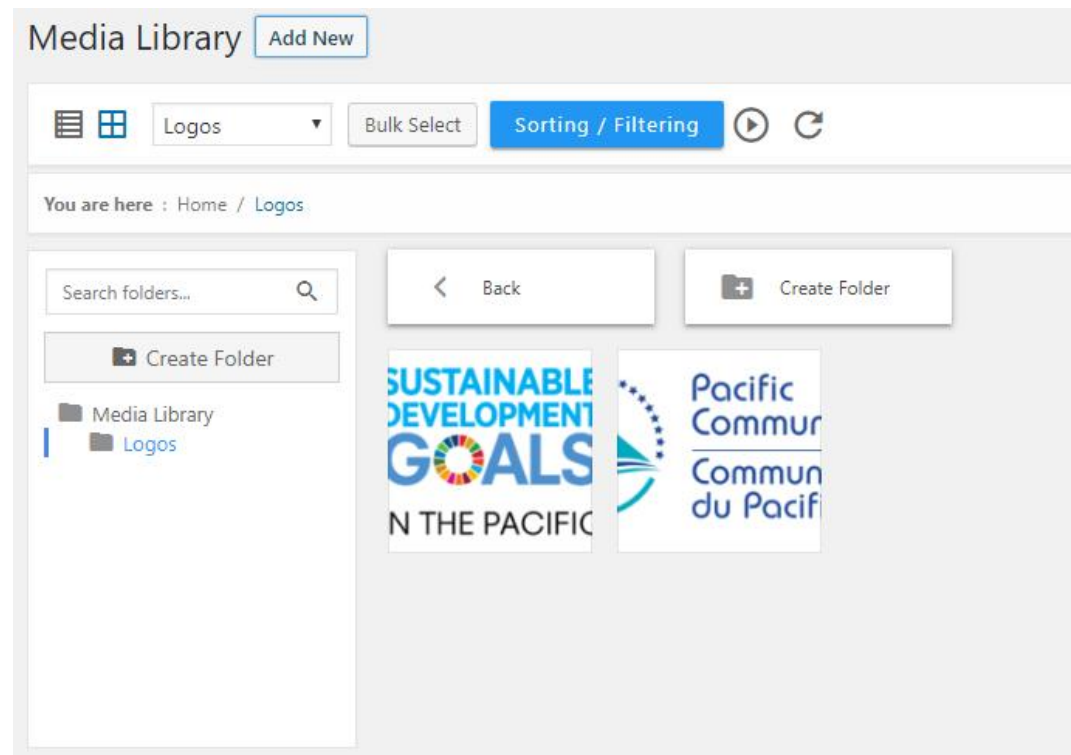 Media Library Add New
Logos Bulk Select Sorting / Filtering
You are here : Home / Logos
Search folders...
Create Folder
Media Library
Logos
Back
Create Folder
SUSTAINABLE
DEVELOPMENT
GOALS
N THE PACIFIC
Pacific
Commun
Commun
du Pacif